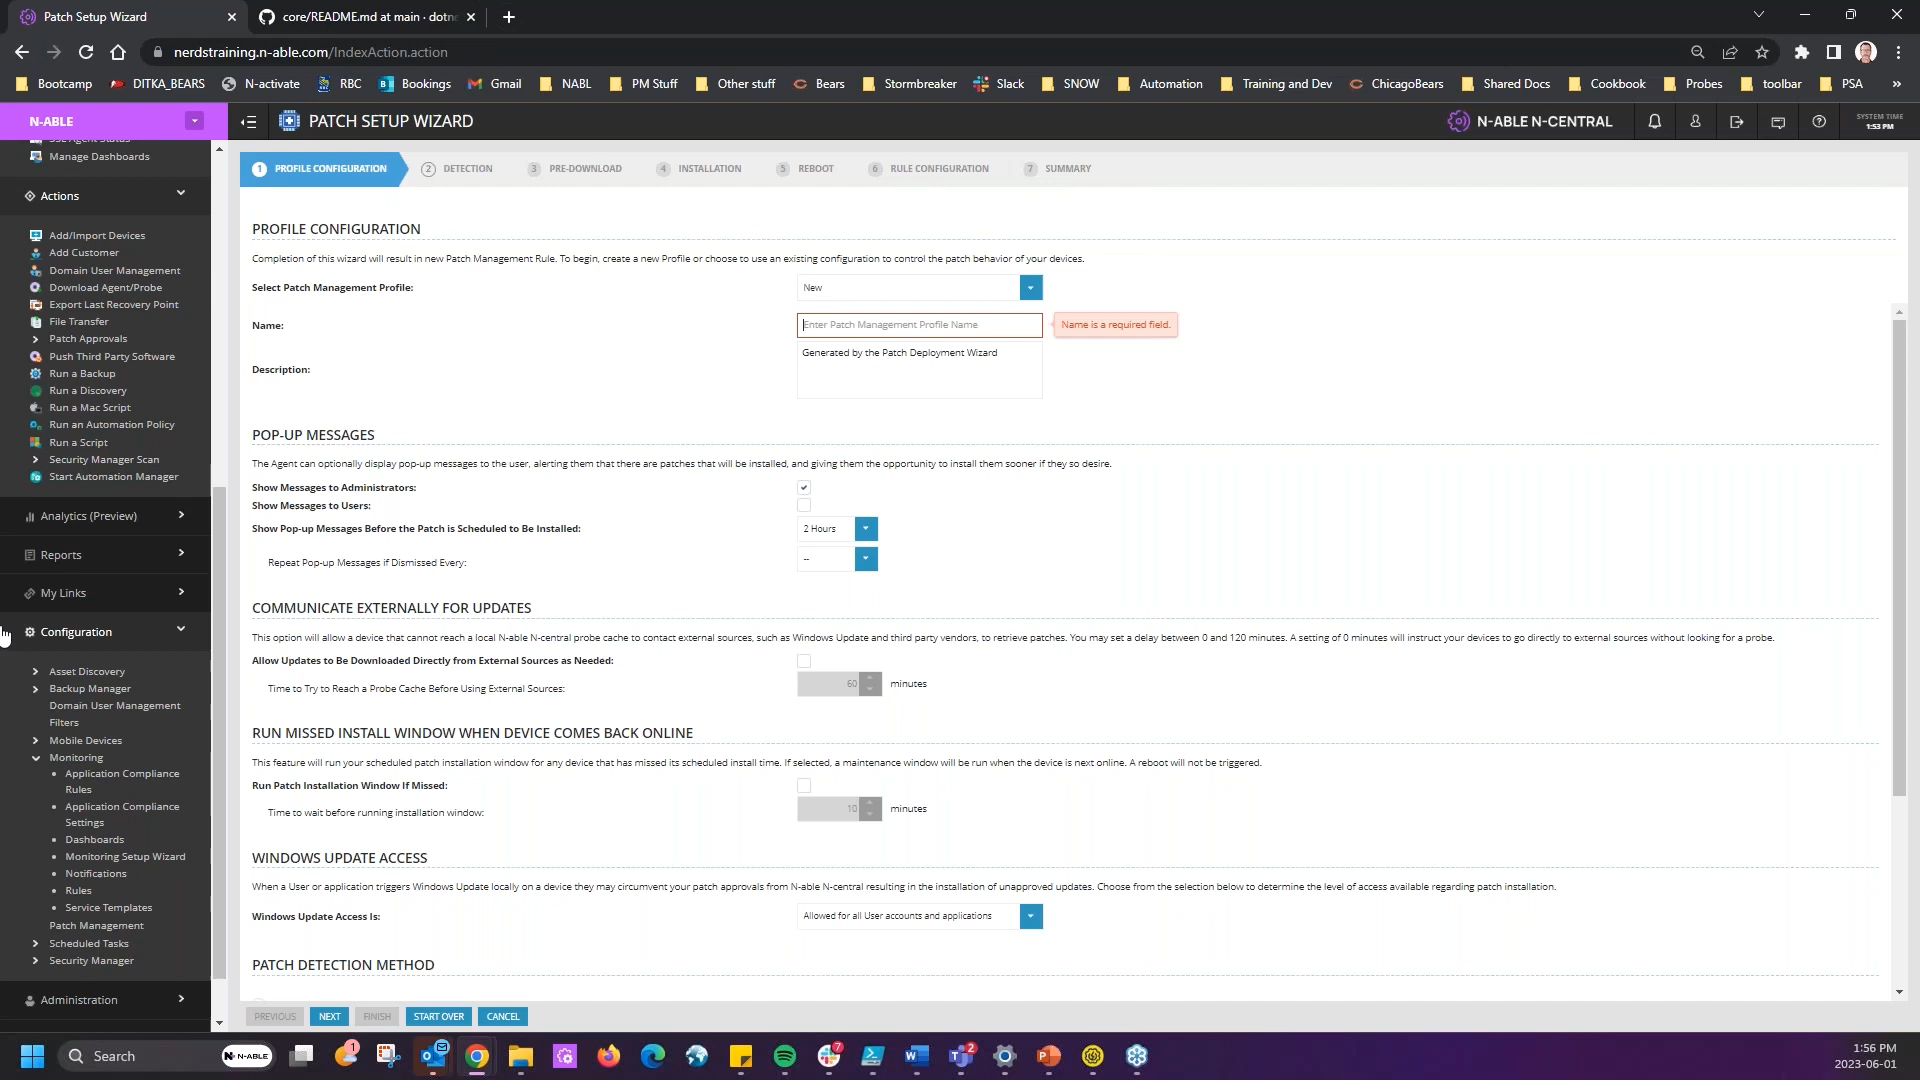 Patch Setup Wizard
core/README.md at main · dotn
nerdstraining.n-able.com/IndexAction.action
Bootcamp
DITKA_BEARS
N-activate
RBC
Bookings
Gmail
NABL
PM Stuff
Other stuff
Bears
Stormbreaker
Slack
SNOW
Automation
Training and Dev
ChicagoBears
Shared Docs
Cookbook
Probes
toolbar
PSA
»
N-ABLE
PATCH SETUP WIZARD
N-ABLE N-CENTRAL
SYSTEM TIME
1:53 PM
Manage Dashboards
Actions
Add/Import Devices
Add Customer
Domain User Management
Download Agent/Probe
Export Last Recovery Point
File Transfer
Patch Approvals
Push Third Party Software
Run a Backup
Run a Discovery
Run a Mac Script
Run an Automation Policy
Run a Script
Security Manager Scan
Start Automation Manager
Analytics (Preview)
Reports
My Links
Configuration
Asset Discovery
Backup Manager
Domain User Management
Filters
Mobile Devices
Monitoring
Application Compliance
Rules
Application Compliance
Settings
Dashboards
Monitoring Setup Wizard
Notifications
Rules
Service Templates
Patch Management
Scheduled Tasks
Security Manager
Administration
1 PROFILE CONFIGURATION
2 DETECTION
3 PRE-DOWNLOAD
4 INSTALLATION
5 REBOOT
6 RULE CONFIGURATION
7 SUMMARY
PROFILE CONFIGURATION
Completion of this wizard will result in new Patch Management Rule. To begin, create a new Profile or choose to use an existing configuration to control the patch behavior of your devices.
Select Patch Management Profile: New
Name: Enter Patch Management Profile Name Name is a required field.
Generated by the Patch Deployment Wizard
Description:
POP-UP MESSAGES
The Agent can optionally display pop-up messages to the user, alerting them that there are patches that will be installed, and giving them the opportunity to install them sooner if they so desire.
Show Messages to Administrators:
Show Messages to Users:
Show Pop-up Messages Before the Patch is Scheduled to Be Installed: 2 Hours
Repeat Pop-up Messages if Dismissed Every: --
COMMUNICATE EXTERNALLY FOR UPDATES
This option will allow a device that cannot reach a local N-able N-central probe cache to contact external sources, such as Windows Update and third party vendors, to retrieve patches. You may set a delay between 0 and 120 minutes. A setting of 0 minutes will instruct your devices to go directly to external sources without looking for a probe.
Allow Updates to Be Downloaded Directly from External Sources as Needed:
Time to Try to Reach a Probe Cache Before Using External Sources: 60 minutes
RUN MISSED INSTALL WINDOW WHEN DEVICE COMES BACK ONLINE
This feature will run your scheduled patch installation window for any device that has missed its scheduled install time. If selected, a maintenance window will be run when the device is next online. A reboot will not be triggered.
Run Patch Installation Window If Missed:
Time to wait before running installation window: 10 minutes
WINDOWS UPDATE ACCESS
When a User or application triggers Windows Update locally on a device they may circumvent your patch approvals from N-able N-central resulting in the installation of unapproved updates. Choose from the selection below to determine the level of access available regarding patch installation.
Windows Update Access Is: Allowed for all User accounts and applications
PATCH DETECTION METHOD
PREVIOUS
NEXT
FINISH
START OVER
CANCEL
Search
N-ABLE
1
7
2
1:56 PM
2023-06-01